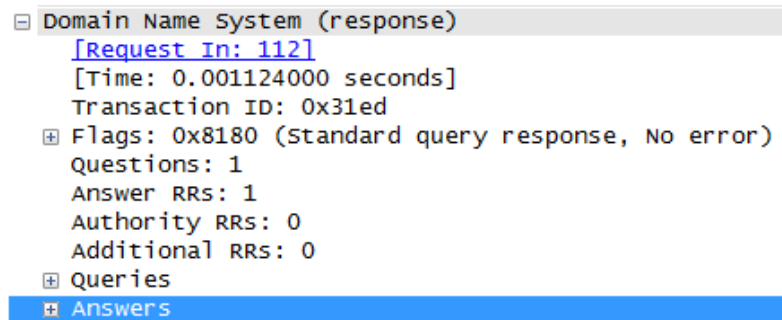 Domain Name System (response)
[Request In: 112]
[Time: 0.001124000 seconds]
Transaction ID: 0x31ed
Flags: 0x8180 (Standard query response, No error)
Questions: 1
Answer RRs: 1
Authority RRs: 0
Additional RRs: 0
Queries
Answers